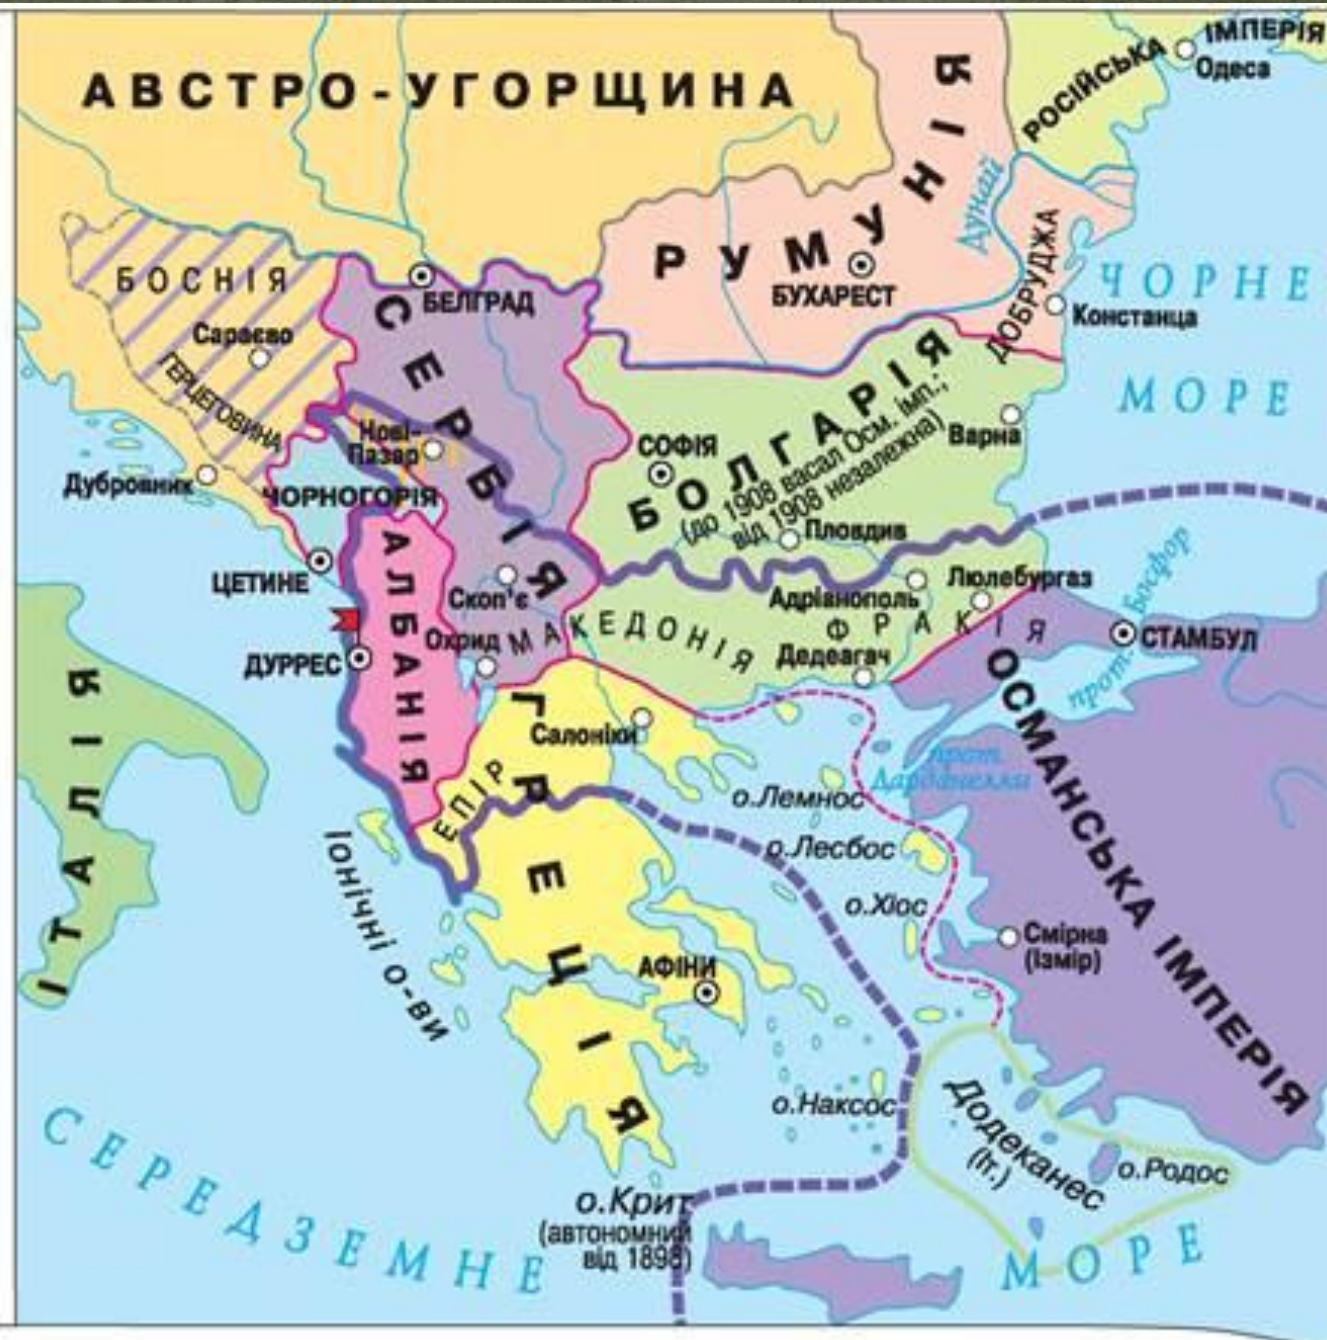 АВСТРО-УГОРЩИНА
РОСІЙСЬКА ІМПЕРІЯ
Одеса
РУМУНІЯ
Дунай
БУХАРЕСТ
ДОБРУДЖА
Констанца
ЧОРНЕ
МОРЕ
БОСНІЯ
Сараєво
ГЕРЦЕГОВИНА
Дубровник
БЕЛГРАД
СЕРБІЯ
Нові-
Пазар
ЧОРНОГОРІЯ
ЦЕТИНЕ
СОФІЯ
БОЛГАРІЯ
(до 1908 васал Осм. імп.;
від 1908 незалежна)
Варна
Пловдив
АЛБАНІЯ
ДУРРЕС
Скоп'є
Охрид
МАКЕДОНІЯ
Адріанополь
Люлебургаз
ФРАКІЯ
Дедеагач
прот. Босфор
СТАМБУЛ
ОСМАНСЬКА ІМПЕРІЯ
прот.
Дарданелли
ІТАЛІЯ
Салоніки
ЕПІР
ГРЕЦІЯ
о.Лемнос
о.Лесбос
о.Хіос
Смірна
(Ізмір)
Іонічні о-ви
АФІНИ
о.Наксос
Додеканес
(Іт.)
о.Родос
о.Крит
(автономний
від 1898)
СЕРЕДЗЕМНЕ
МОРЕ